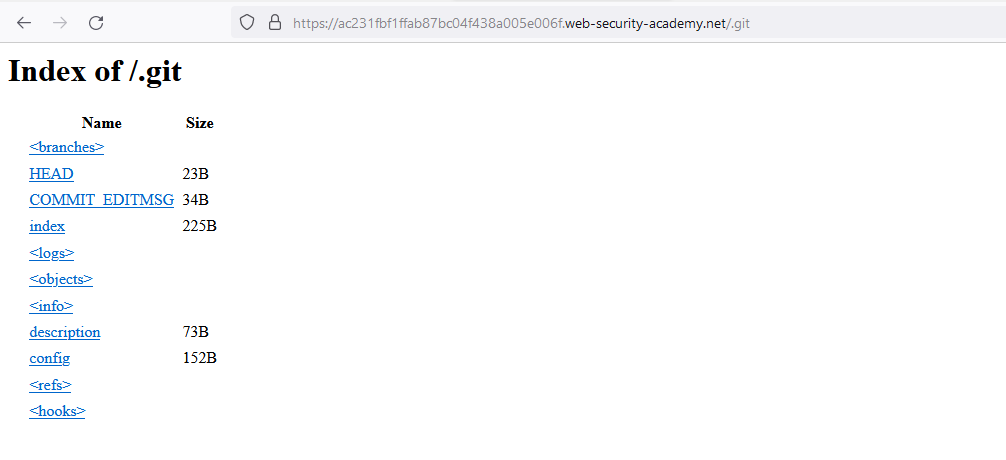 https://ac231fbf1ffab87bc04f438a005e006f.web-security-academy.net/.git
Index of /.git
Name Size
<branches>
HEAD 23B
COMMIT_EDITMSG 34B
index 225B
<logs>
<objects>
<info>
description 73B
config 152B
<refs>
<hooks>